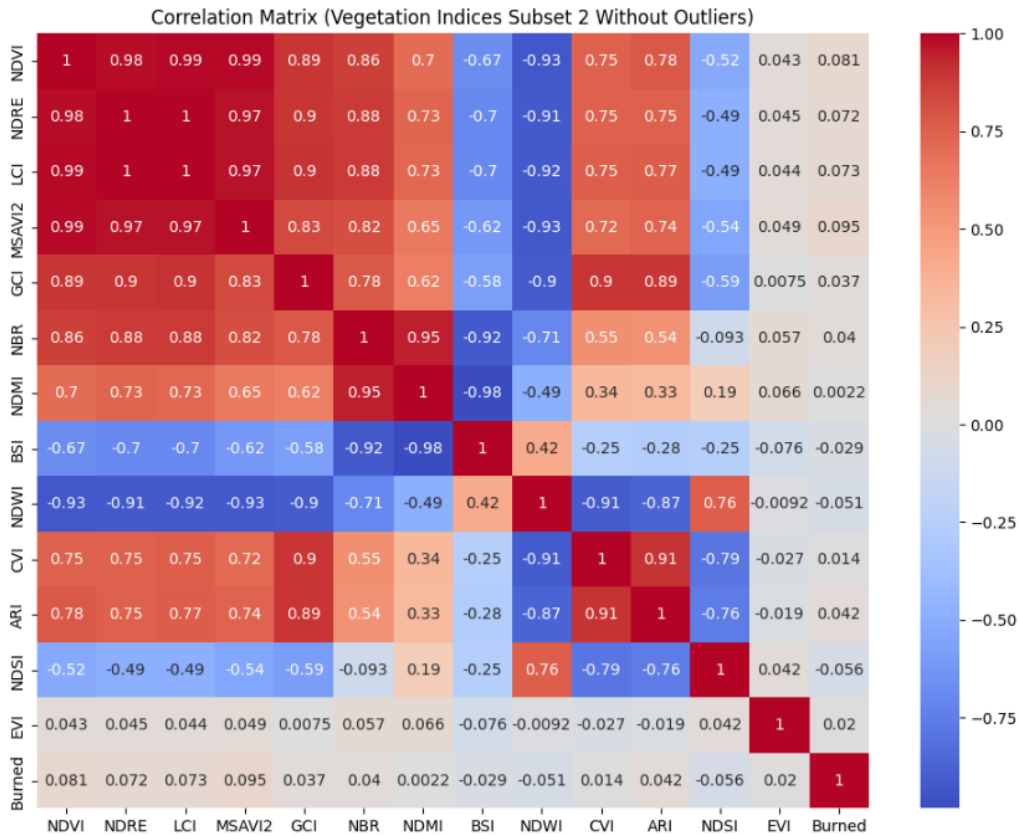 Correlation Matrix (Vegetation Indices Subset 2 Without Outliers)
NDVI 1 0.98 0.99 0.99 0.89 0.86 0.7 -0.67 -0.93 0.75 0.78 -0.52 0.043 0.081
NDRE 0.98 1 1 0.97 0.9 0.88 0.73 -0.7 -0.91 0.75 0.75 -0.49 0.045 0.072
LCI 0.99 1 1 0.97 0.9 0.88 0.73 -0.7 -0.92 0.75 0.77 -0.49 0.044 0.073
MSAVI2 0.99 0.97 0.97 1 0.83 0.82 0.65 -0.62 -0.93 0.72 0.74 -0.54 0.049 0.095
GCI 0.89 0.9 0.9 0.83 1 0.78 0.62 -0.58 -0.9 0.9 0.89 -0.59 0.0075 0.037
NBR 0.86 0.88 0.88 0.82 0.78 1 0.95 -0.92 -0.71 0.55 0.54 -0.093 0.057 0.04
NDMI 0.7 0.73 0.73 0.65 0.62 0.95 1 -0.98 -0.49 0.34 0.33 0.19 0.066 0.0022
BSI -0.67 -0.7 -0.7 -0.62 -0.58 -0.92 -0.98 1 0.42 -0.25 -0.28 -0.25 -0.076 -0.029
NDWI -0.93 -0.91 -0.92 -0.93 -0.9 -0.71 -0.49 0.42 1 -0.91 -0.87 0.76 -0.0092 -0.051
CVI 0.75 0.75 0.75 0.72 0.9 0.55 0.34 -0.25 -0.91 1 0.91 -0.79 -0.027 0.014
ARI 0.78 0.75 0.77 0.74 0.89 0.54 0.33 -0.28 -0.87 0.91 1 -0.76 -0.019 0.042
NDSI -0.52 -0.49 -0.49 -0.54 -0.59 -0.093 0.19 -0.25 0.76 -0.79 -0.76 1 0.042 -0.056
EVI 0.043 0.045 0.044 0.049 0.0075 0.057 0.066 -0.076 -0.0092 -0.027 -0.019 0.042 1 0.02
Burned 0.081 0.072 0.073 0.095 0.037 0.04 0.0022 -0.029 -0.051 0.014 0.042 -0.056 0.02 1
NDVI NDRE LCI MSAVI2 GCI NBR NDMI BSI NDWI CVI ARI NDSI EVI Burned
1.00
0.75
0.50
0.25
0.00
−0.25
−0.50
−0.75